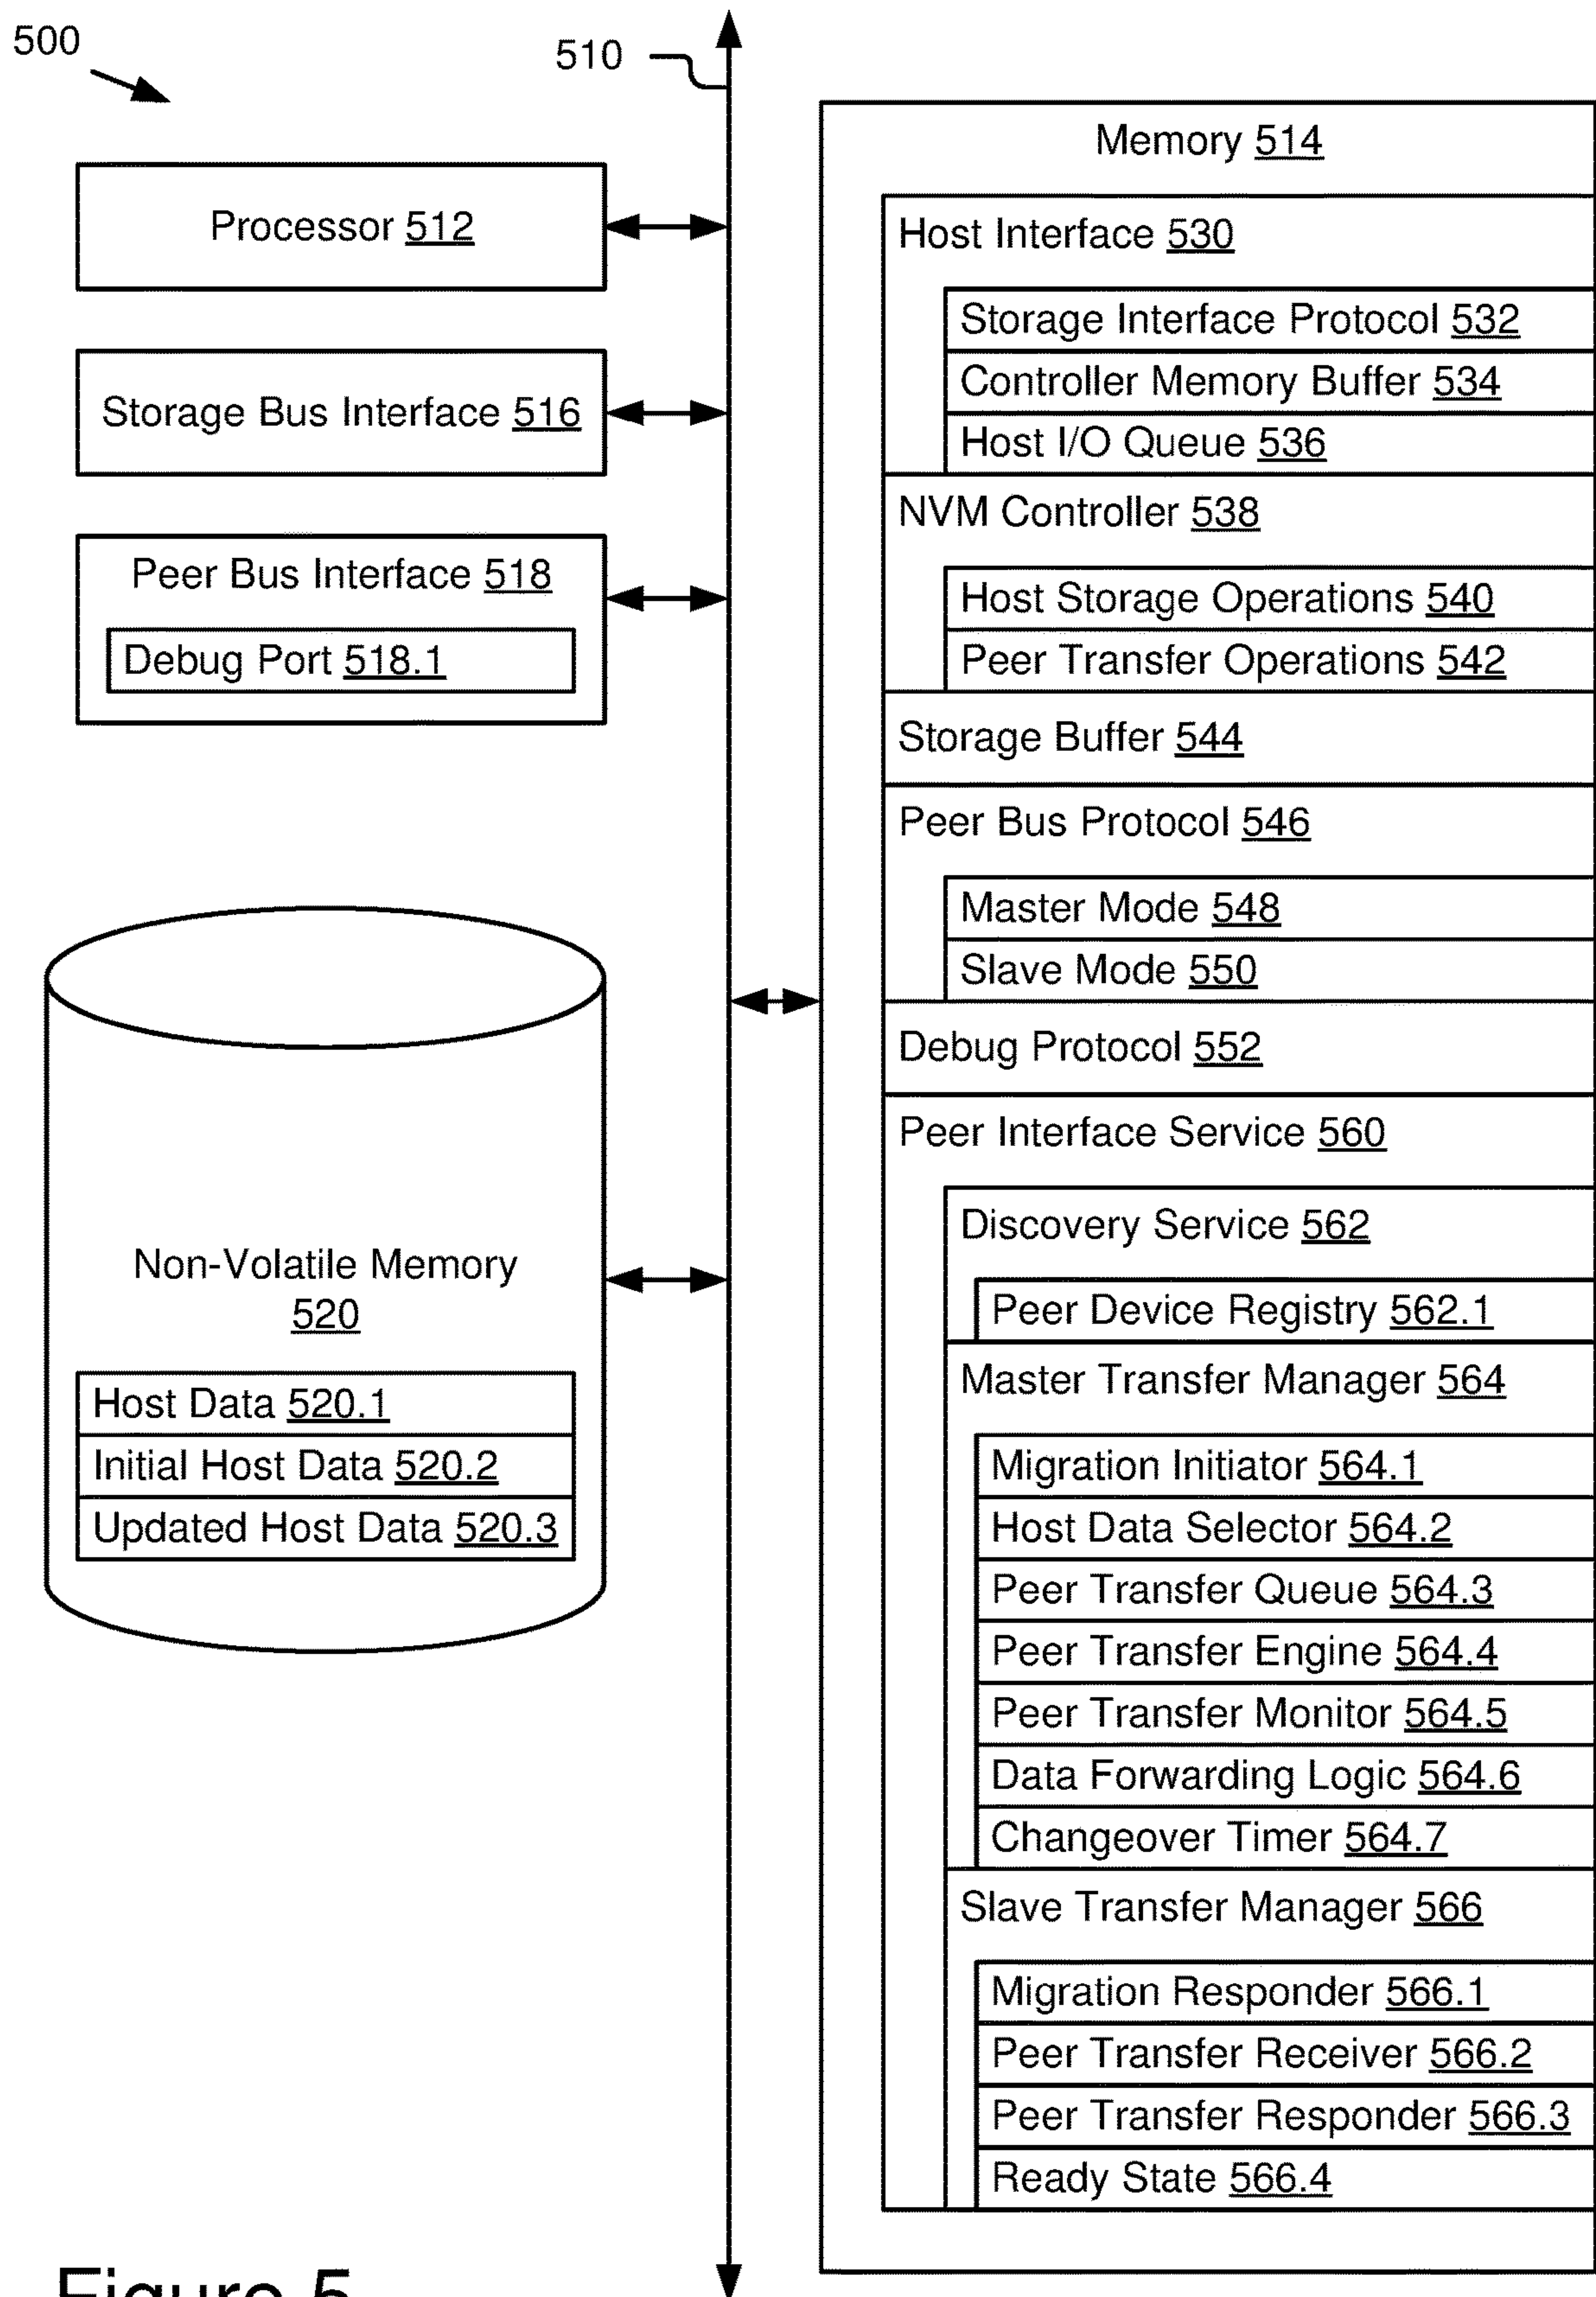 500
510
Processor 512
Storage Bus Interface 516
Peer Bus Interface 518
Debug Port 518.1
Non-Volatile Memory
520
Host Data 520.1
Initial Host Data 520.2
Updated Host Data 520.3
Memory 514
Host Interface 530
Storage Interface Protocol 532
Controller Memory Buffer 534
Host I/O Queue 536
NVM Controller 538
Host Storage Operations 540
Peer Transfer Operations 542
Storage Buffer 544
Peer Bus Protocol 546
Master Mode 548
Slave Mode 550
Debug Protocol 552
Peer Interface Service 560
Discovery Service 562
Peer Device Registry 562.1
Master Transfer Manager 564
Migration Initiator 564.1
Host Data Selector 564.2
Peer Transfer Queue 564.3
Peer Transfer Engine 564.4
Peer Transfer Monitor 564.5
Data Forwarding Logic 564.6
Changeover Timer 564.7
Slave Transfer Manager 566
Migration Responder 566.1
Peer Transfer Receiver 566.2
Peer Transfer Responder 566.3
Ready State 566.4
Figure 5